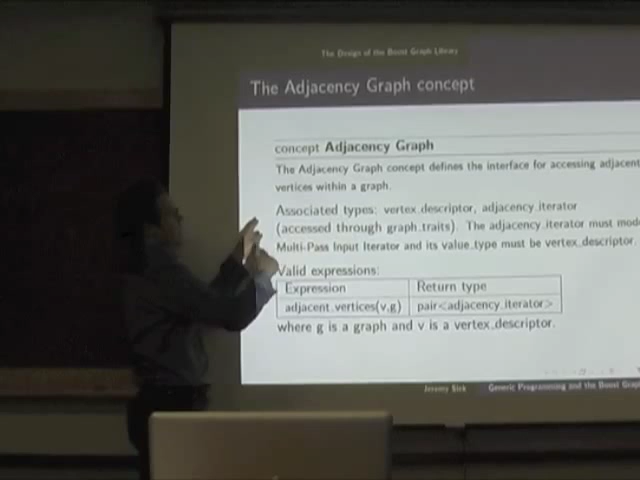 The Design of the Boost Graph Library
The Adjacency Graph concept
concept Adjacency Graph
The Adjacency Graph concept defines the interface for accessing adjacent
vertices within a graph.
Associated types: vertex_descriptor, adjacency_iterator
(accessed through graph_traits). The adjacency_iterator must mode
Multi-Pass Input Iterator and its value_type must be vertex_descriptor.
Valid expressions:
Expression Return type
adjacent_vertices(v,g) pair<adjacency_iterator>
where g is a graph and v is a vertex_descriptor.
Jeremy Siek Generic Programming and the Boost Grap